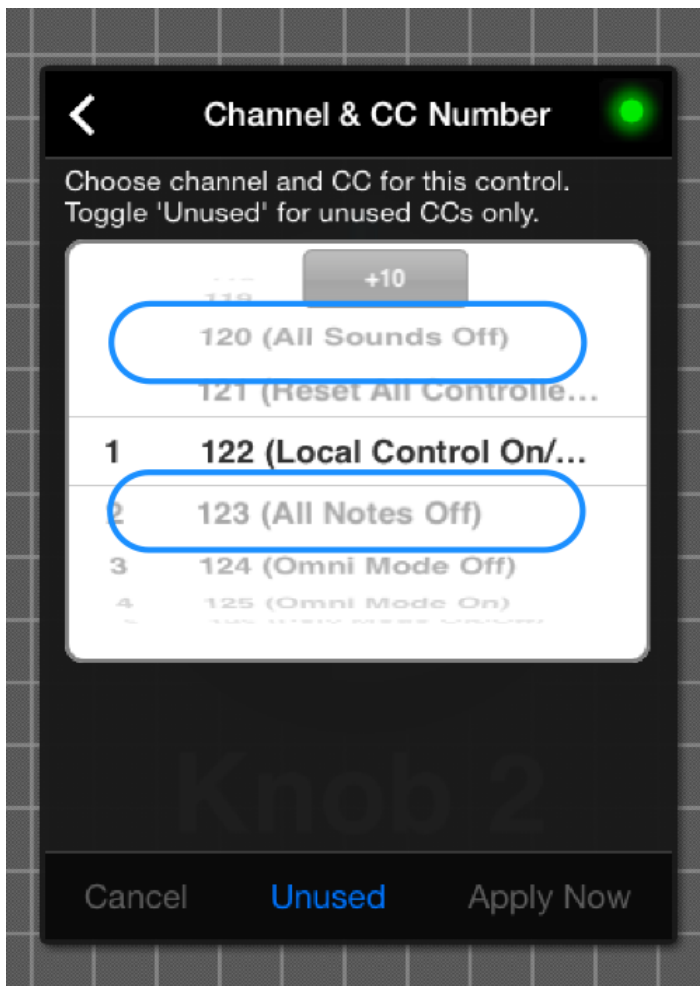 Channel & CC Number
Choose channel and CC for this control.
Toggle 'Unused' for unused CCs only.
+10
119
120 (All Sounds Off)
121 (Reset All Controlle...
1 122 (Local Control On/...
2 123 (All Notes Off)
3 124 (Omni Mode Off)
4 125 (Omni Mode On)
Knob 2
Cancel Unused Apply Now